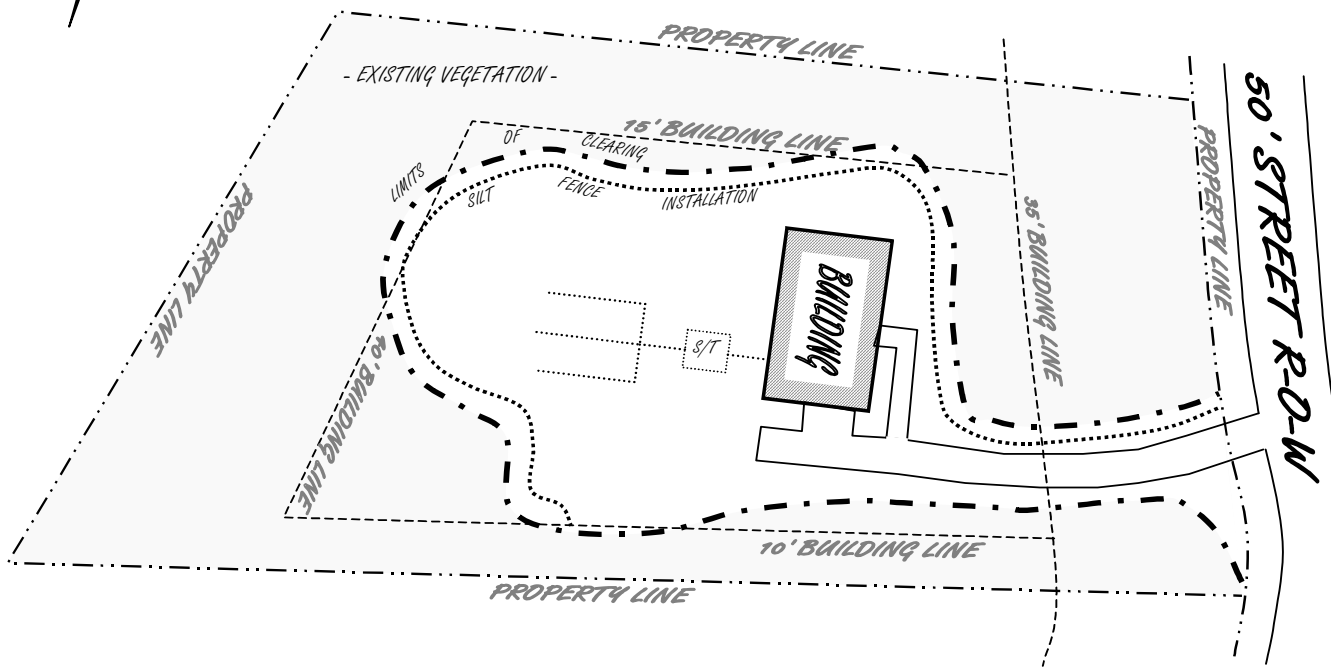 PROPERTY LINE
- EXISTING VEGETATION -
15' BUILDING LINE
LIMITS OF CLEARING
SILT FENCE INSTALLATION
PROPERTY LINE
40' BUILDING LINE
S/T
BUILDING
35' BUILDING LINE
PROPERTY LINE
50' STREET R-O-W
10' BUILDING LINE
PROPERTY LINE